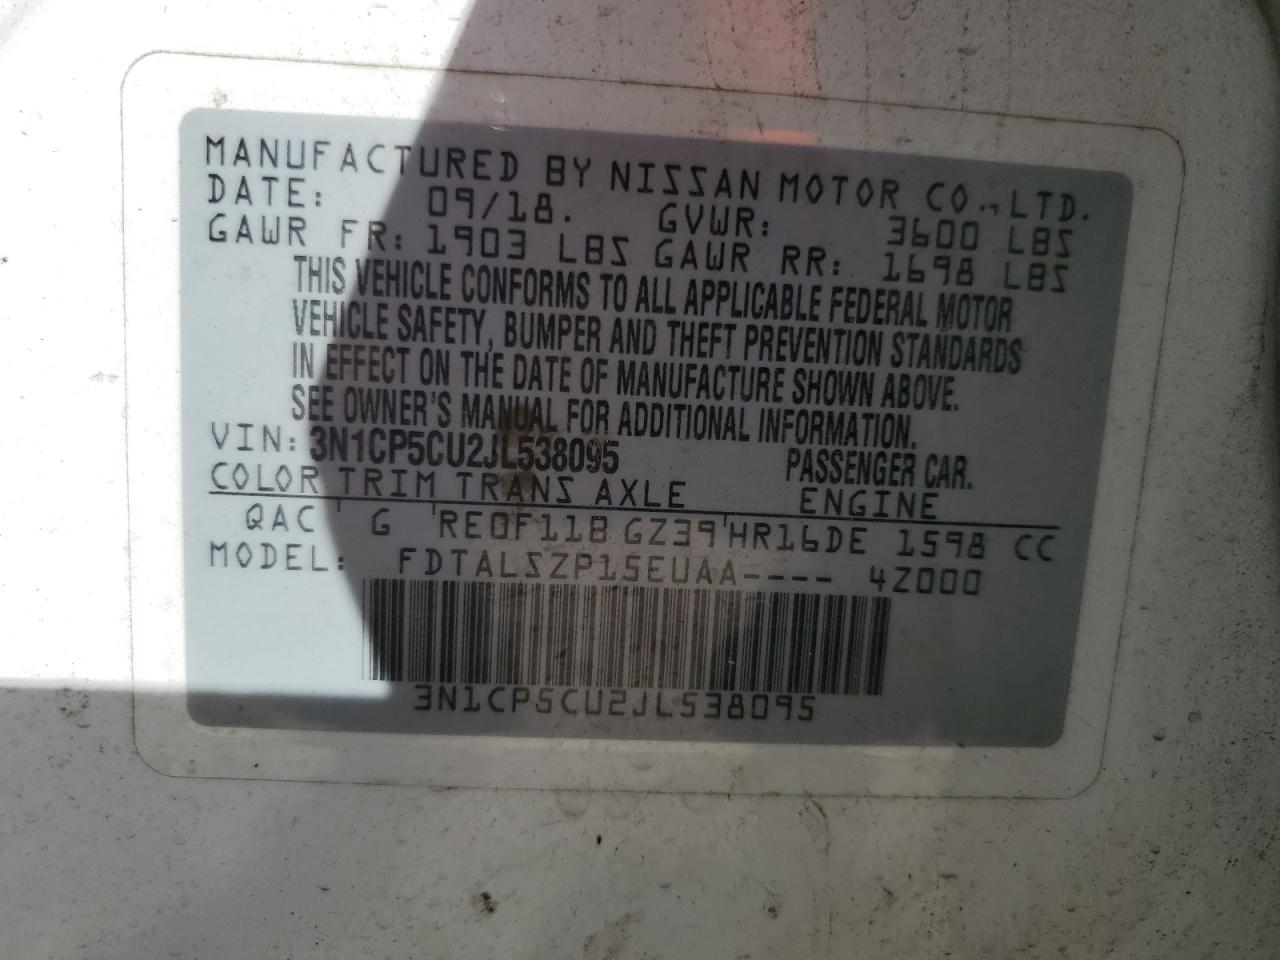 MANUFACTURED BY NISSAN MOTOR CO., LTD.
DATE: 09/18. GVWR: 3600 LBS
GAWR FR: 1903 LBS GAWR RR: 1698 LBS
THIS VEHICLE CONFORMS TO ALL APPLICABLE FEDERAL MOTOR
VEHICLE SAFETY, BUMPER AND THEFT PREVENTION STANDARDS
IN EFFECT ON THE DATE OF MANUFACTURE SHOWN ABOVE.
SEE OWNER'S MANUAL FOR ADDITIONAL INFORMATION.
VIN: 3N1CP5CU2JL538095 PASSENGER CAR.
COLOR TRIM TRANS AXLE ENGINE
QAC G RE0F11B GZ39 HR16DE 1598 CC
MODEL: FDTALSZP15EUAA---- 4Z000
3N1CP5CU2JL538095